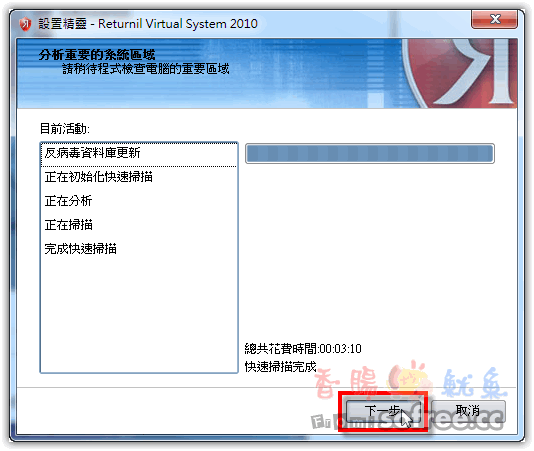 設置精靈 - Returnil Virtual System 2010
分析重要的系統區域
請稍待程式檢查電腦的重要區域
目前活動:
反病毒資料庫更新
正在初始化快速掃描
正在分析
正在掃描
完成快速掃描
總共花費時間:00:03:10
快速掃描完成
香腸 魷魚
下一步
取消
isofree.cc